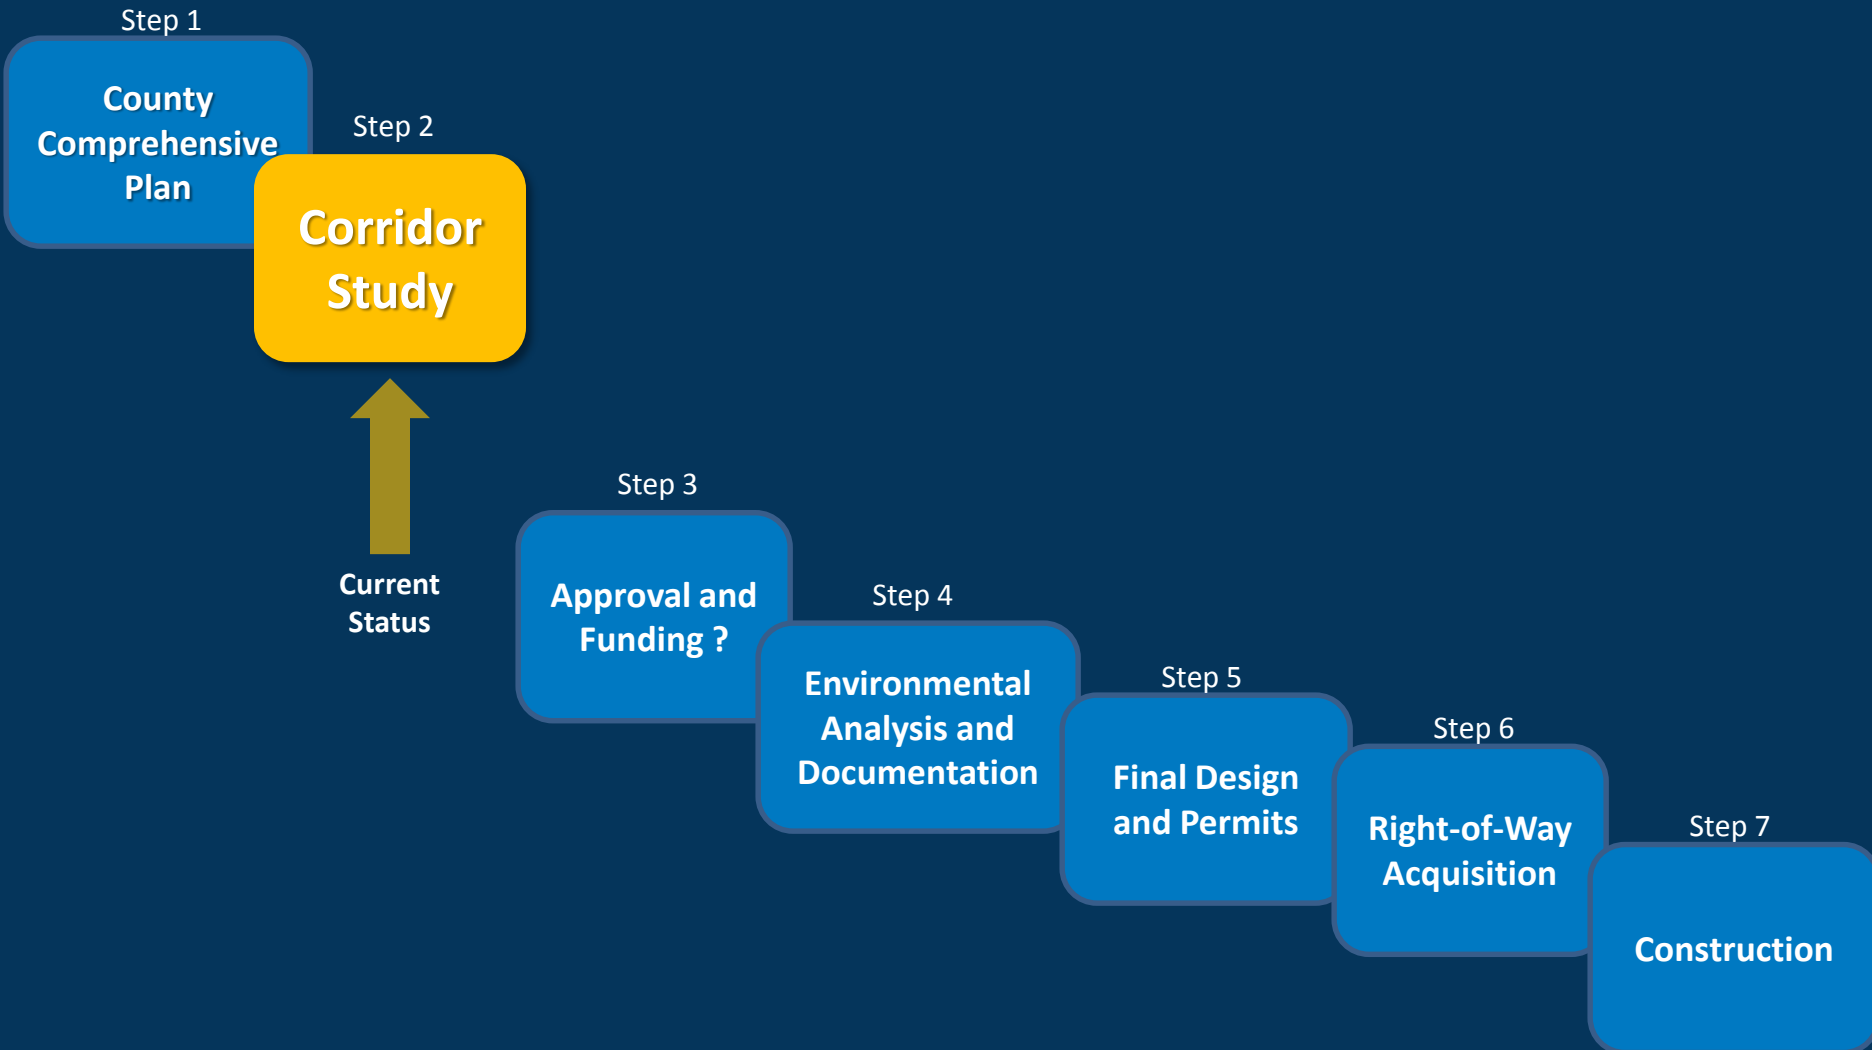 Step 1
County
Comprehensive
Plan
Step 2
Corridor
Study
Current
Status
Step 3
Approval and
Funding ?
Step 4
Environmental
Analysis and
Documentation
Step 5
Final Design
and Permits
Step 6
Right-of-Way
Acquisition
Step 7
Construction